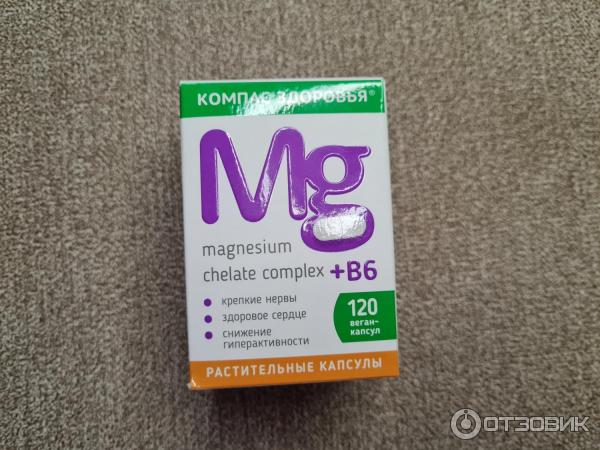 КОМПАС ЗДОРОВЬЯ®
Mg
magnesium
chelate complex +B6
крепкие нервы
здоровое сердце
снижение
гиперактивности
120
веган-
капсул
РАСТИТЕЛЬНЫЕ КАПСУЛЫ
ОТЗОВИК